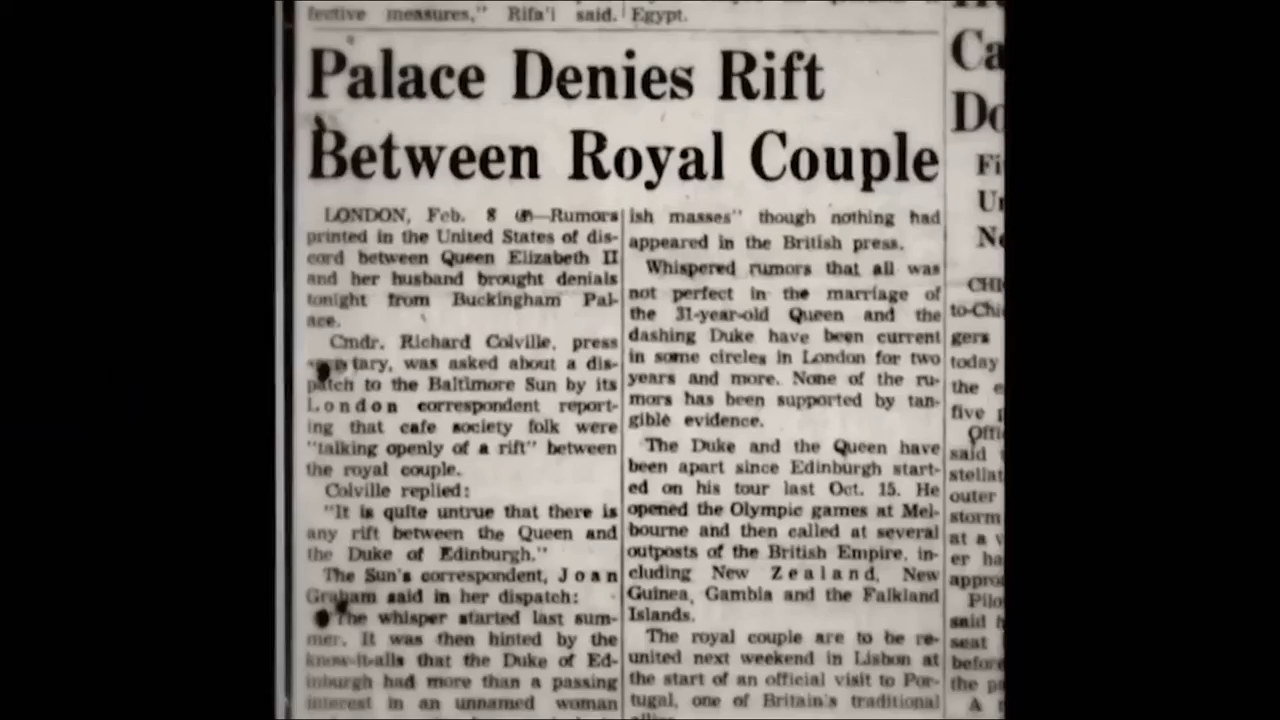 fective measures," Rifa'i said.
Egypt.
Palace Denies Rift
Between Royal Couple
LONDON, Feb. 8 (AP)—Rumors
printed in the United States of dis-
cord between Queen Elizabeth II
and her husband brought denials
tonight from Buckingham Pal-
ace.
Cmdr. Richard Colville, press
tary, was asked about a dis-
patch to the Baltimore Sun by its
London correspondent report-
ing that cafe society folk were
"talking openly of a rift" between
the royal couple.
Colville replied:
"It is quite untrue that there is
any rift between the Queen and
the Duke of Edinburgh."
The Sun's correspondent, Joan
Graham said in her dispatch:
"The whisper started last sum-
mer. It was then hinted by the
know-it-alls that the Duke of Ed-
inburgh had more than a passing
interest in an unnamed woman
ish masses" though nothing had
appeared in the British press.
Whispered rumors that all was
not perfect in the marriage of
the 31-year-old Queen and the
dashing Duke have been current
in some circles in London for two
years and more. None of the ru-
mors has been supported by tan-
gible evidence.
The Duke and the Queen have
been apart since Edinburgh start-
ed on his tour last Oct. 15. He
opened the Olympic games at Mel-
bourne and then called at several
outposts of the British Empire, in-
cluding New Zealand, New
Guinea, Gambia and the Falkland
Islands.
The royal couple are to be re-
united next weekend in Lisbon at
the start of an official visit to Por-
tugal, one of Britain's traditional
Ca
Do
Fi
Un
Ne
CHI
to-Chi
gers
today
the e
five
Offi
said
stellat
outer
storm
at a v
er ha
appro
Pilo
said h
seat
before
the pa
A